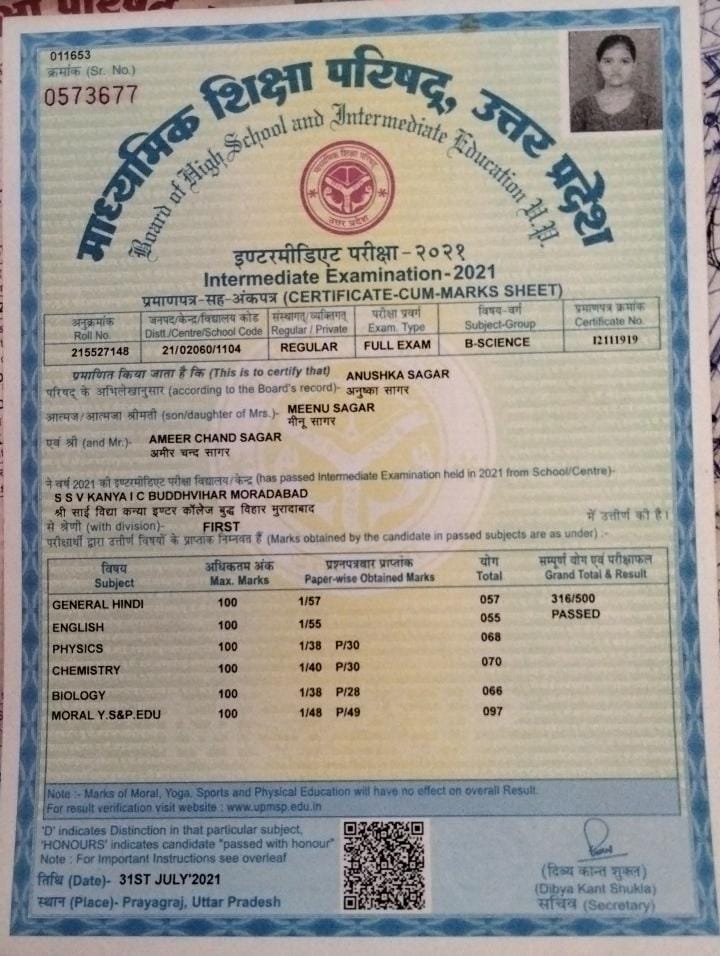 011653
क्रमांक (Sr. No.)
0573677
माध्यमिक शिक्षा परिषद्, उत्तर प्रदेश
Board of High School and Intermediate Education U.P.
माध्यमिक शिक्षा परिषद
उत्तर प्रदेश
इण्टरमीडिएट परीक्षा - २०२१
Intermediate Examination - 2021
प्रमाणपत्र-सह-अंकपत्र (CERTIFICATE-CUM-MARKS SHEET)
अनुक्रमांक जनपद/केन्द्र/विद्यालय कोड संस्थागत/व्यक्तिगत परीक्षा प्रवर्ग विषय-वर्ग प्रमाणपत्र क्रमांक
Roll No. Distt./Centre/School Code Regular / Private Exam. Type Subject-Group Certificate No.
215527148 21/02060/1104 REGULAR FULL EXAM B-SCIENCE 12111919
प्रमाणित किया जाता है कि (This is to certify that) ANUSHKA SAGAR
परिषद् के अभिलेखानुसार (according to the Board's record)- अनुष्का सागर
आत्मज/आत्मजा श्रीमती (son/daughter of Mrs.)- MEENU SAGAR
मीनू सागर
एवं श्री (and Mr.)- AMEER CHAND SAGAR
अमीर चन्द सागर
ने वर्ष 2021 की इण्टरमीडिएट परीक्षा विद्यालय/केन्द्र (has passed Intermediate Examination held in 2021 from School/Centre)-
S S V KANYA I C BUDDHVIHAR MORADABAD
श्री साई विद्या कन्या इण्टर कॉलेज बुद्ध विहार मुरादाबाद
में उत्तीर्ण की है।
से श्रेणी (with division)- FIRST
परीक्षार्थी द्वारा उत्तीर्ण विषयों के प्राप्तांक निम्नवत हैं (Marks obtained by the candidate in passed subjects are as under) :-
विषय अधिकतम अंक प्रश्नपत्रवार प्राप्तांक योग सम्पूर्ण योग एवं परीक्षाफल
Subject Max. Marks Paper-wise Obtained Marks Total Grand Total & Result
GENERAL HINDI 100 1/57 057 316/500
ENGLISH 100 1/55 055 PASSED
PHYSICS 100 1/38 P/30 068
CHEMISTRY 100 1/40 P/30 070
BIOLOGY 100 1/38 P/28 066
MORAL Y.S&P.EDU 100 1/48 P/49 097
Note :- Marks of Moral, Yoga, Sports and Physical Education will have no effect on overall Result.
For result verification visit website : www.upmsp.edu.in
'D' indicates Distinction in that particular subject,
'HONOURS' indicates candidate "passed with honour"
Note : For Important Instructions see overleaf
तिथि (Date)- 31ST JULY'2021
स्थान (Place)- Prayagraj, Uttar Pradesh
(दिव्य कान्त शुक्ल)
(Dibya Kant Shukla)
सचिव (Secretary)